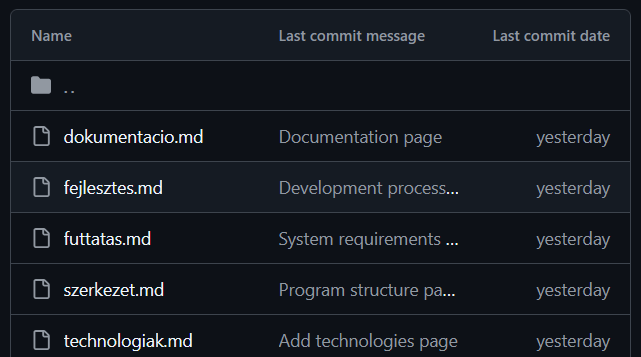 Name Last commit message Last commit date
..
dokumentacio.md Documentation page yesterday
fejlesztes.md Development process... yesterday
futtatas.md System requirements ... yesterday
szerkezet.md Program structure pa... yesterday
technologiak.md Add technologies page yesterday